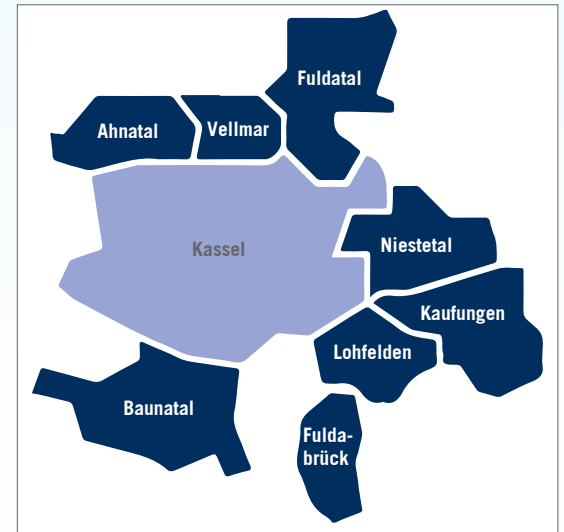 Fuldatal
Ahnatal
Vellmar
Kassel
Niestetal
Kaufungen
Lohfelden
Baunatal
Fulda-
brück